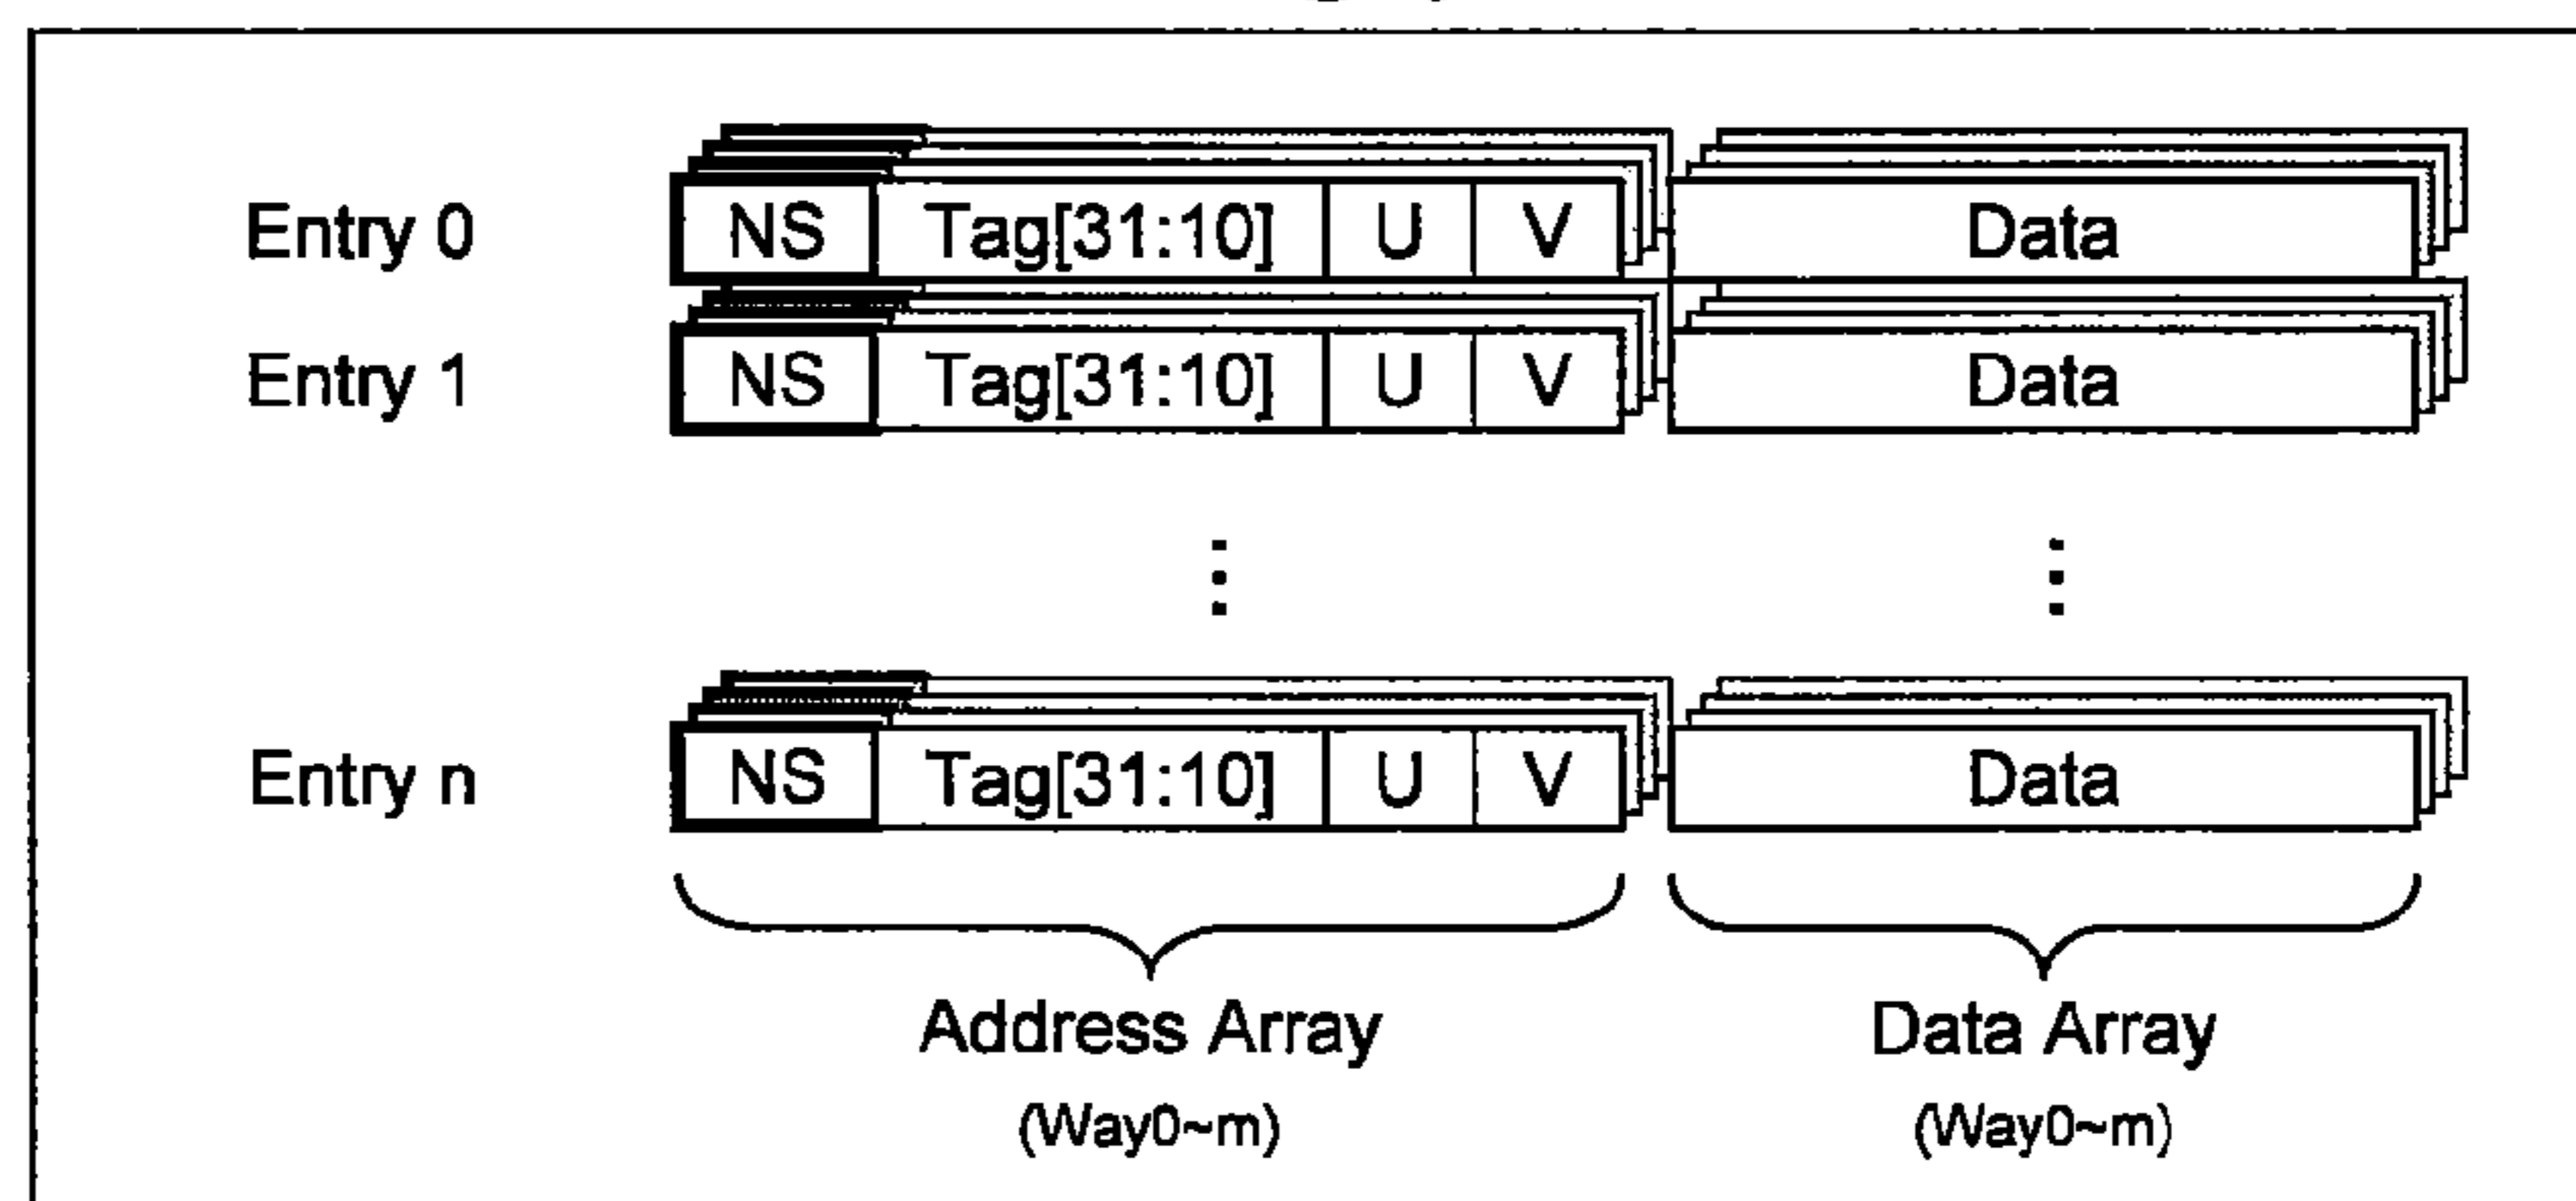 Entry 0 NS Tag[31:10] U V Data
Entry 1 NS Tag[31:10] U V Data
Entry n NS Tag[31:10] U V Data
Address Array Data Array
(Way0~m) (Way0~m)